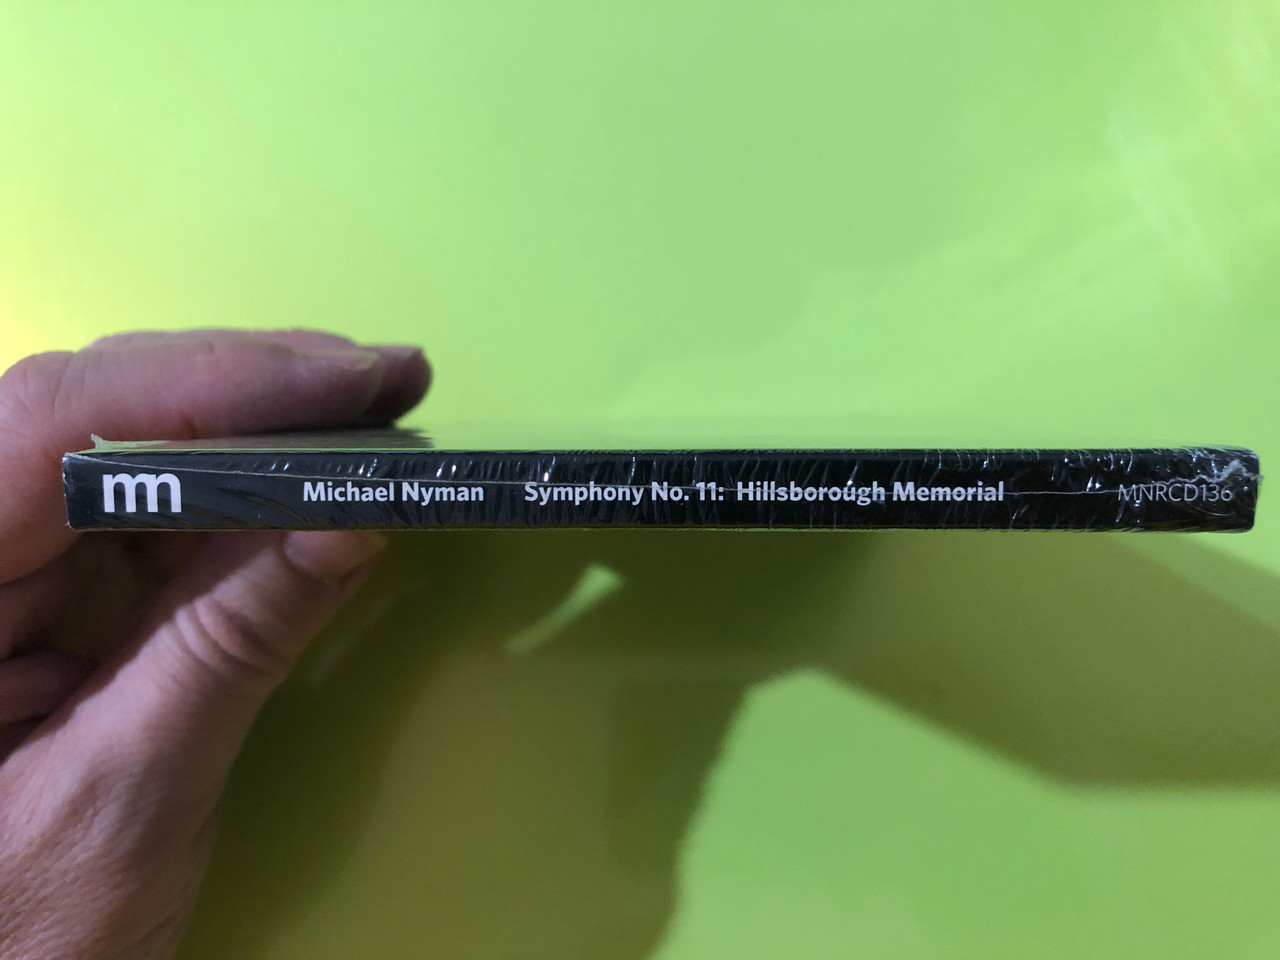 mn Michael Nyman Symphony No. 11: Hillsborough Memorial MNRCD136